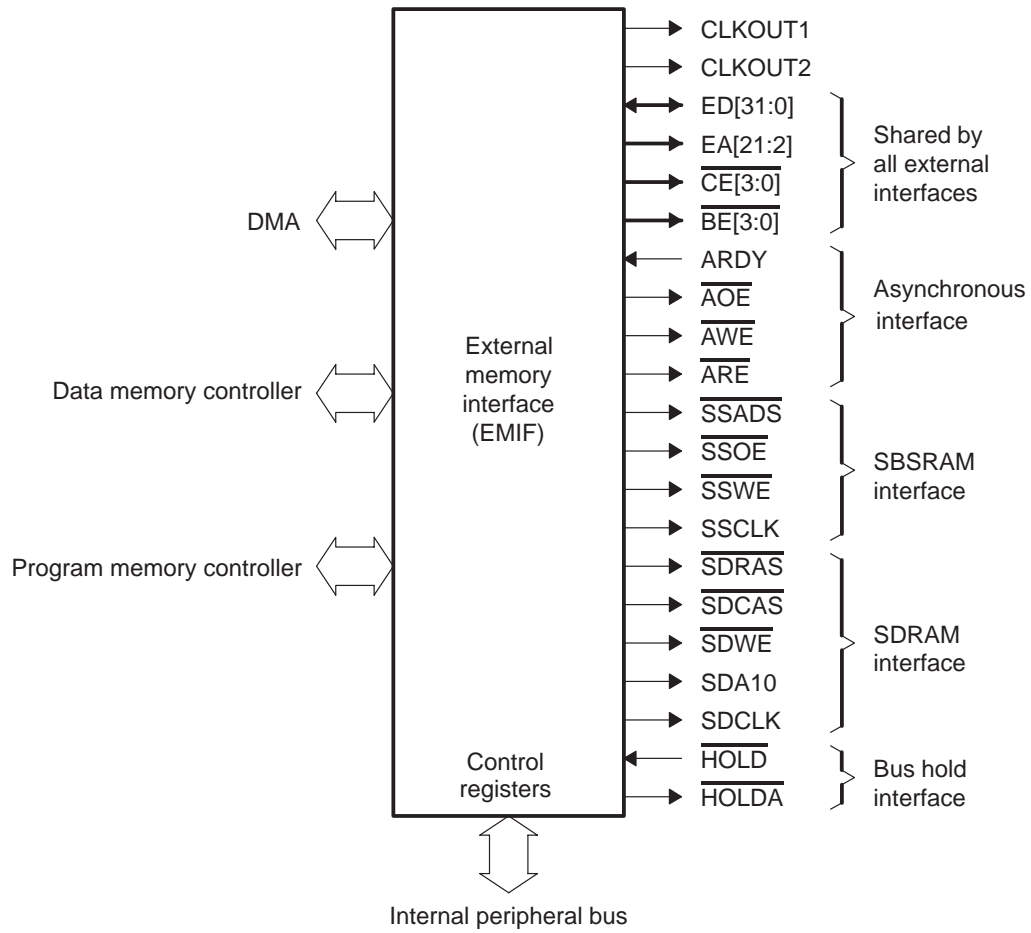 CLKOUT1
CLKOUT2
ED[31:0]
EA[21:2]
CE[3:0]
BE[3:0]
Shared by
all external
interfaces
DMA
ARDY
AOE
AWE
ARE
Asynchronous
interface
External
memory
interface
(EMIF)
Data memory controller
SSADS
SSOE
SSWE
SSCLK
SBSRAM
interface
Program memory controller
SDRAS
SDCAS
SDWE
SDA10
SDCLK
SDRAM
interface
Control
registers
HOLD
HOLDA
Bus hold
interface
Internal peripheral bus